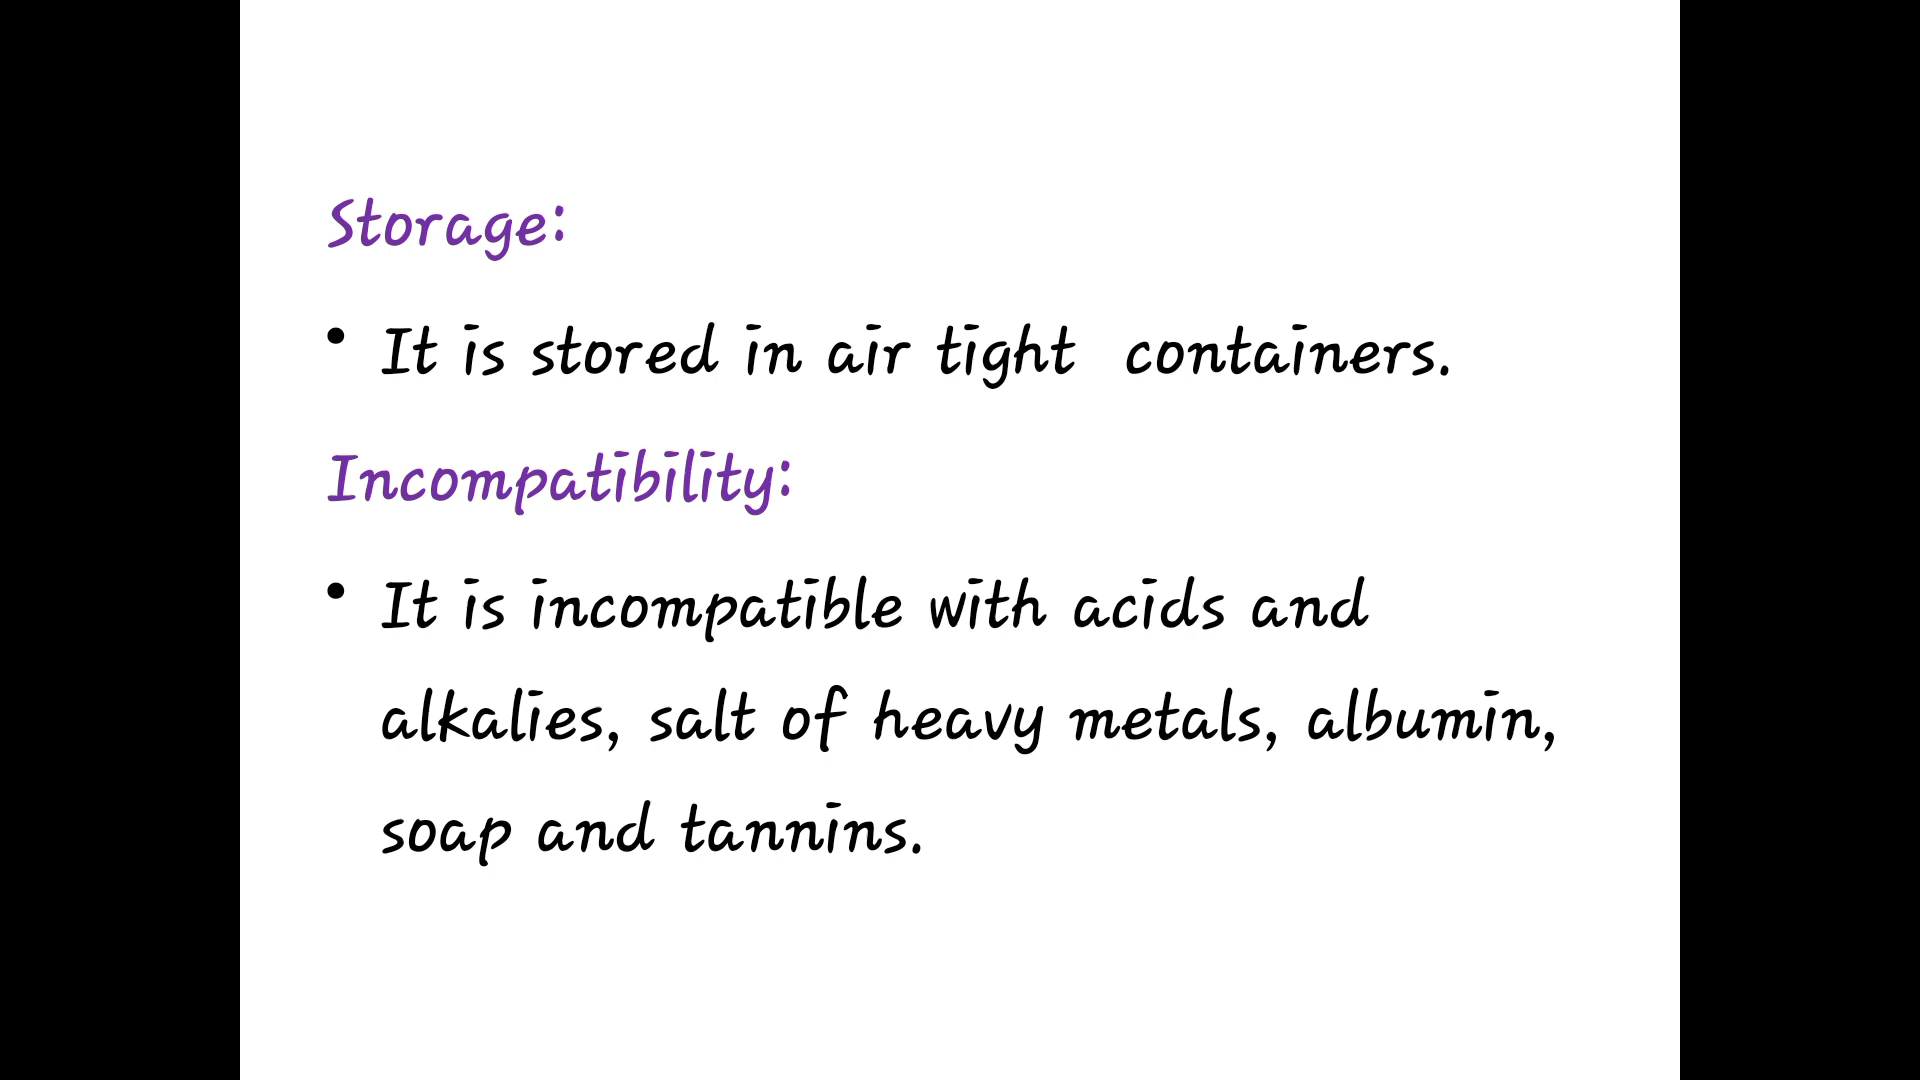 Storage:
• It is stored in air tight  containers.
Incompatibility:
• It is incompatible with acids and
alkalies, salt of heavy metals, albumin,
soap and tannins.